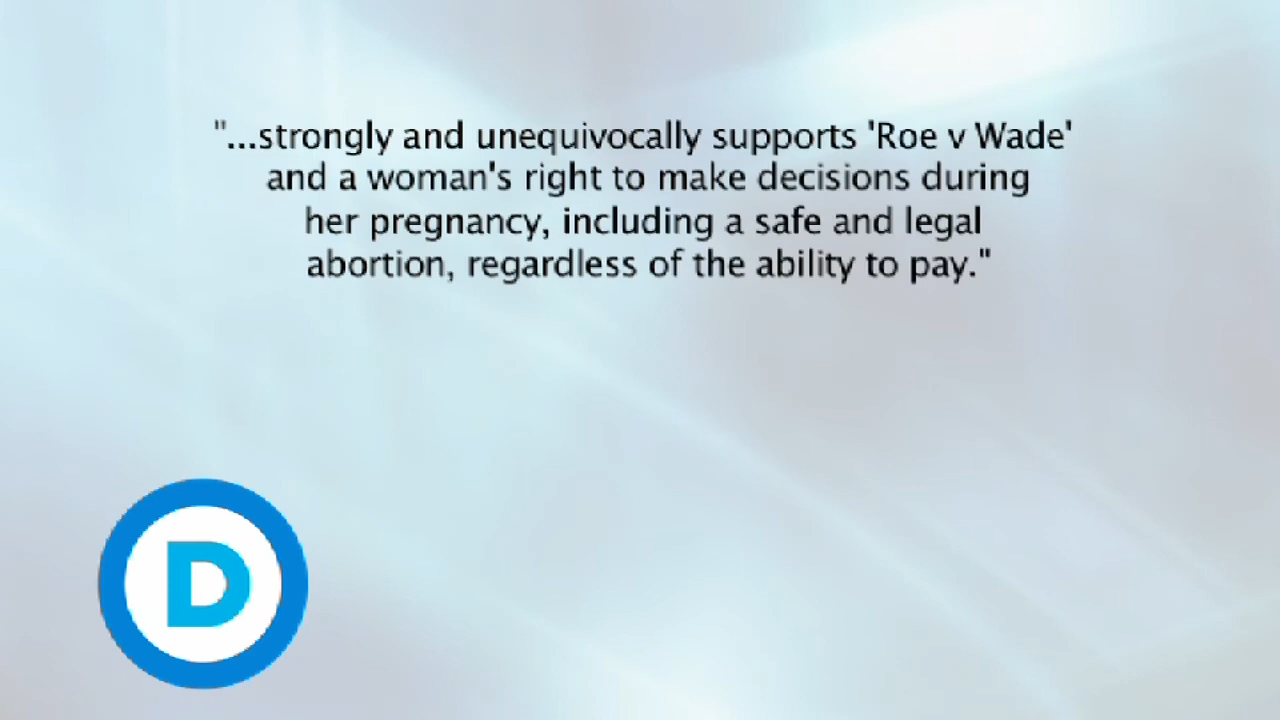 "...strongly and unequivocally supports 'Roe v Wade'
and a woman's right to make decisions during
her pregnancy, including a safe and legal
abortion, regardless of the ability to pay."
D